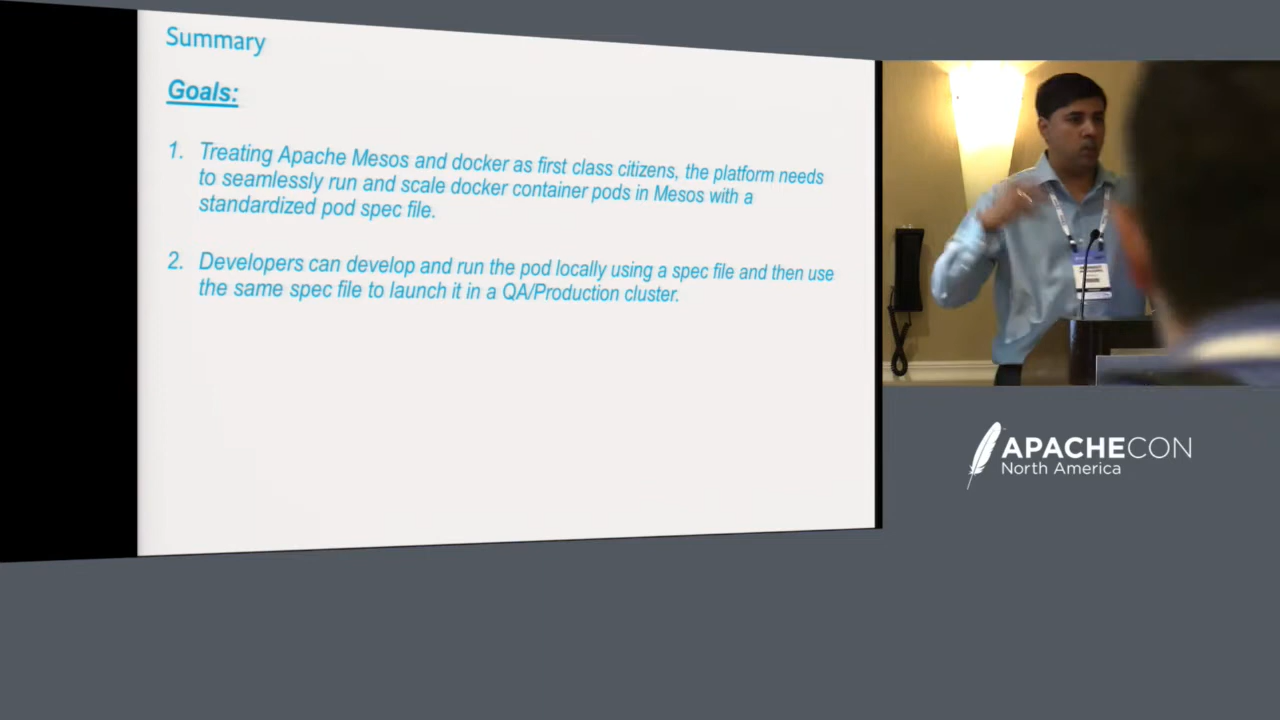 Summary
Goals:
1. Treating Apache Mesos and docker as first class citizens, the platform needs
to seamlessly run and scale docker container pods in Mesos with a
standardized pod spec file.
2. Developers can develop and run the pod locally using a spec file and then use
the same spec file to launch it in a QA/Production cluster.
APACHECON
North America